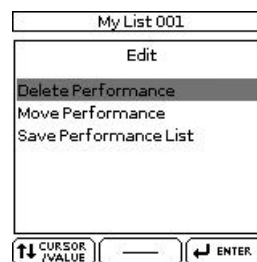 My List 001
Edit
Delete Performance
Move Performance
Save Performance List
CURSOR
/VALUE
ENTER